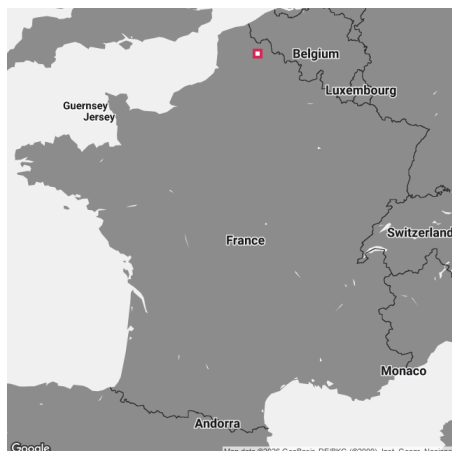 Belgium
Luxembourg
Guernsey
Jersey
Switzerland
France
Monaco
Andorra
Google